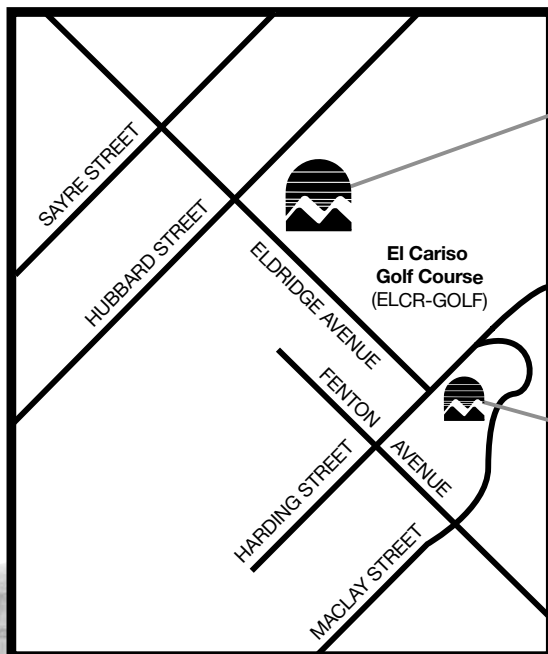 SAYRE STREET
HUBBARD STREET
ELDRIDGE AVENUE
El Cariso
Golf Course
(ELCR-GOLF)
FENTON
AVENUE
HARDING STREET
MACLAY STREET